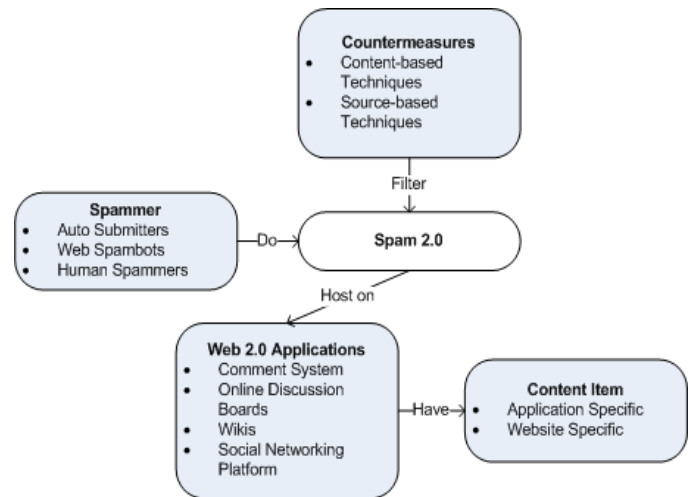 Countermeasures
• Content-based
Techniques
• Source-based
Techniques
Filter
Spammer
• Auto Submitters
• Web Spambots
• Human Spammers
Do
Spam 2.0
Host on
Web 2.0 Applications
• Comment System
• Online Discussion
Boards
• Wikis
• Social Networking
Platform
Have
Content Item
• Application Specific
• Website Specific